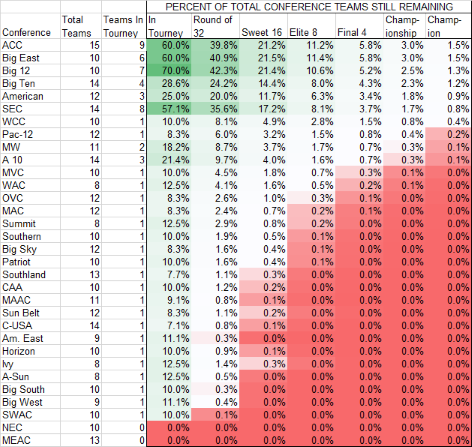 PERCENT OF TOTAL CONFERENCE TEAMS STILL REMAINING
Total Teams In In Round of Champ- Champ-
Conference Teams Tourney Tourney 32 Sweet 16 Elite 8 Final 4 ionship ion
ACC 15 9 60.0% 39.8% 21.2% 11.2% 5.8% 3.0% 1.5%
Big East 10 6 60.0% 40.9% 21.5% 11.4% 5.8% 3.0% 1.5%
Big 12 10 7 70.0% 42.3% 21.4% 10.6% 5.2% 2.5% 1.3%
Big Ten 14 4 28.6% 24.2% 14.4% 8.0% 4.3% 2.3% 1.2%
American 12 3 25.0% 20.0% 11.7% 6.3% 3.4% 1.8% 0.9%
SEC 14 8 57.1% 35.6% 17.2% 8.1% 3.7% 1.7% 0.8%
WCC 10 1 10.0% 8.1% 4.9% 2.8% 1.5% 0.8% 0.4%
Pac-12 12 1 8.3% 6.0% 3.2% 1.5% 0.8% 0.4% 0.2%
MW 11 2 18.2% 8.7% 3.7% 1.7% 0.7% 0.3% 0.1%
A 10 14 3 21.4% 9.7% 4.0% 1.6% 0.7% 0.3% 0.1%
MVC 10 1 10.0% 4.5% 1.8% 0.7% 0.3% 0.1% 0.0%
WAC 8 1 12.5% 4.1% 1.6% 0.5% 0.2% 0.1% 0.0%
OVC 12 1 8.3% 2.6% 1.0% 0.3% 0.1% 0.0% 0.0%
MAC 12 1 8.3% 2.4% 0.7% 0.2% 0.1% 0.0% 0.0%
Summit 8 1 12.5% 2.9% 0.8% 0.2% 0.0% 0.0% 0.0%
Southern 10 1 10.0% 1.9% 0.5% 0.1% 0.0% 0.0% 0.0%
Big Sky 12 1 8.3% 1.6% 0.4% 0.1% 0.0% 0.0% 0.0%
Patriot 10 1 10.0% 1.6% 0.4% 0.1% 0.0% 0.0% 0.0%
Southland 13 1 7.7% 1.1% 0.3% 0.0% 0.0% 0.0% 0.0%
CAA 10 1 10.0% 1.1% 0.2% 0.0% 0.0% 0.0% 0.0%
MAAC 11 1 9.1% 0.8% 0.1% 0.0% 0.0% 0.0% 0.0%
Sun Belt 12 1 8.3% 1.1% 0.2% 0.0% 0.0% 0.0% 0.0%
C-USA 14 1 7.1% 0.8% 0.1% 0.0% 0.0% 0.0% 0.0%
Am. East 9 1 11.1% 0.3% 0.0% 0.0% 0.0% 0.0% 0.0%
Horizon 10 1 10.0% 0.9% 0.1% 0.0% 0.0% 0.0% 0.0%
Ivy 8 1 12.5% 1.4% 0.3% 0.0% 0.0% 0.0% 0.0%
A-Sun 8 1 12.5% 0.5% 0.0% 0.0% 0.0% 0.0% 0.0%
Big South 10 1 10.0% 0.3% 0.0% 0.0% 0.0% 0.0% 0.0%
Big West 9 1 11.1% 0.4% 0.0% 0.0% 0.0% 0.0% 0.0%
SWAC 10 1 10.0% 0.1% 0.0% 0.0% 0.0% 0.0% 0.0%
NEC 10 0 0.0% 0.0% 0.0% 0.0% 0.0% 0.0% 0.0%
MEAC 13 0 0.0% 0.0% 0.0% 0.0% 0.0% 0.0% 0.0%